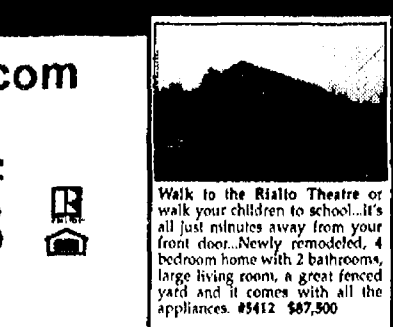 com
Walk to the Rialto Theatre or
walk your children to school...it's
all just minutes away from your
front door...Newly remodeled, 4
bedroom home with 2 bathrooms,
large living room, a great fenced
yard and it comes with all the
appliances. #5412 $87,500